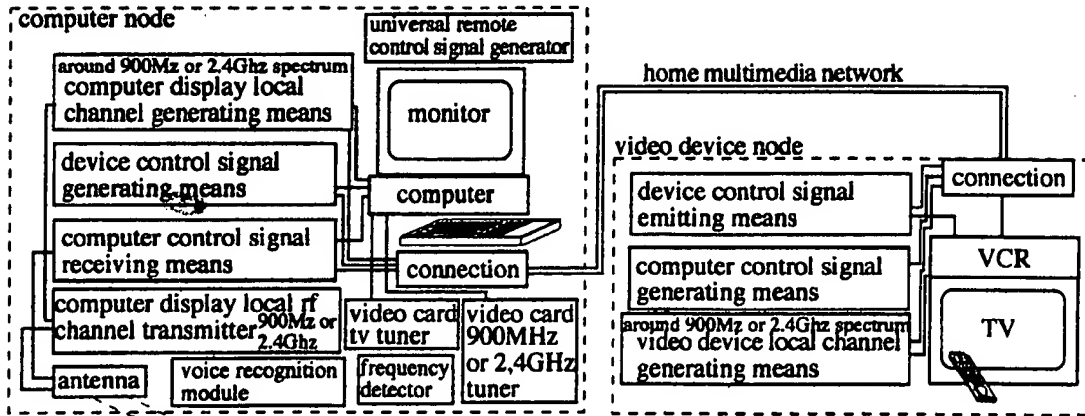 computer node
universal remote
control signal generator
around 900Mz or 2.4Ghz spectrum
computer display local
channel generating means
monitor
device control signal
generating means
computer
computer control signal
receiving means
connection
computer display local rf
channel transmitter 900Mz or
2.4Ghz
video card
tv tuner
video card
900MHz
or 2,4GHz
tuner
antenna
voice recognition
module
frequency
detector
home multimedia network
video device node
connection
device control signal
emitting means
computer control signal
generating means
VCR
around 900Mz or 2.4Ghz spectrum
video device local channel
generating means
TV